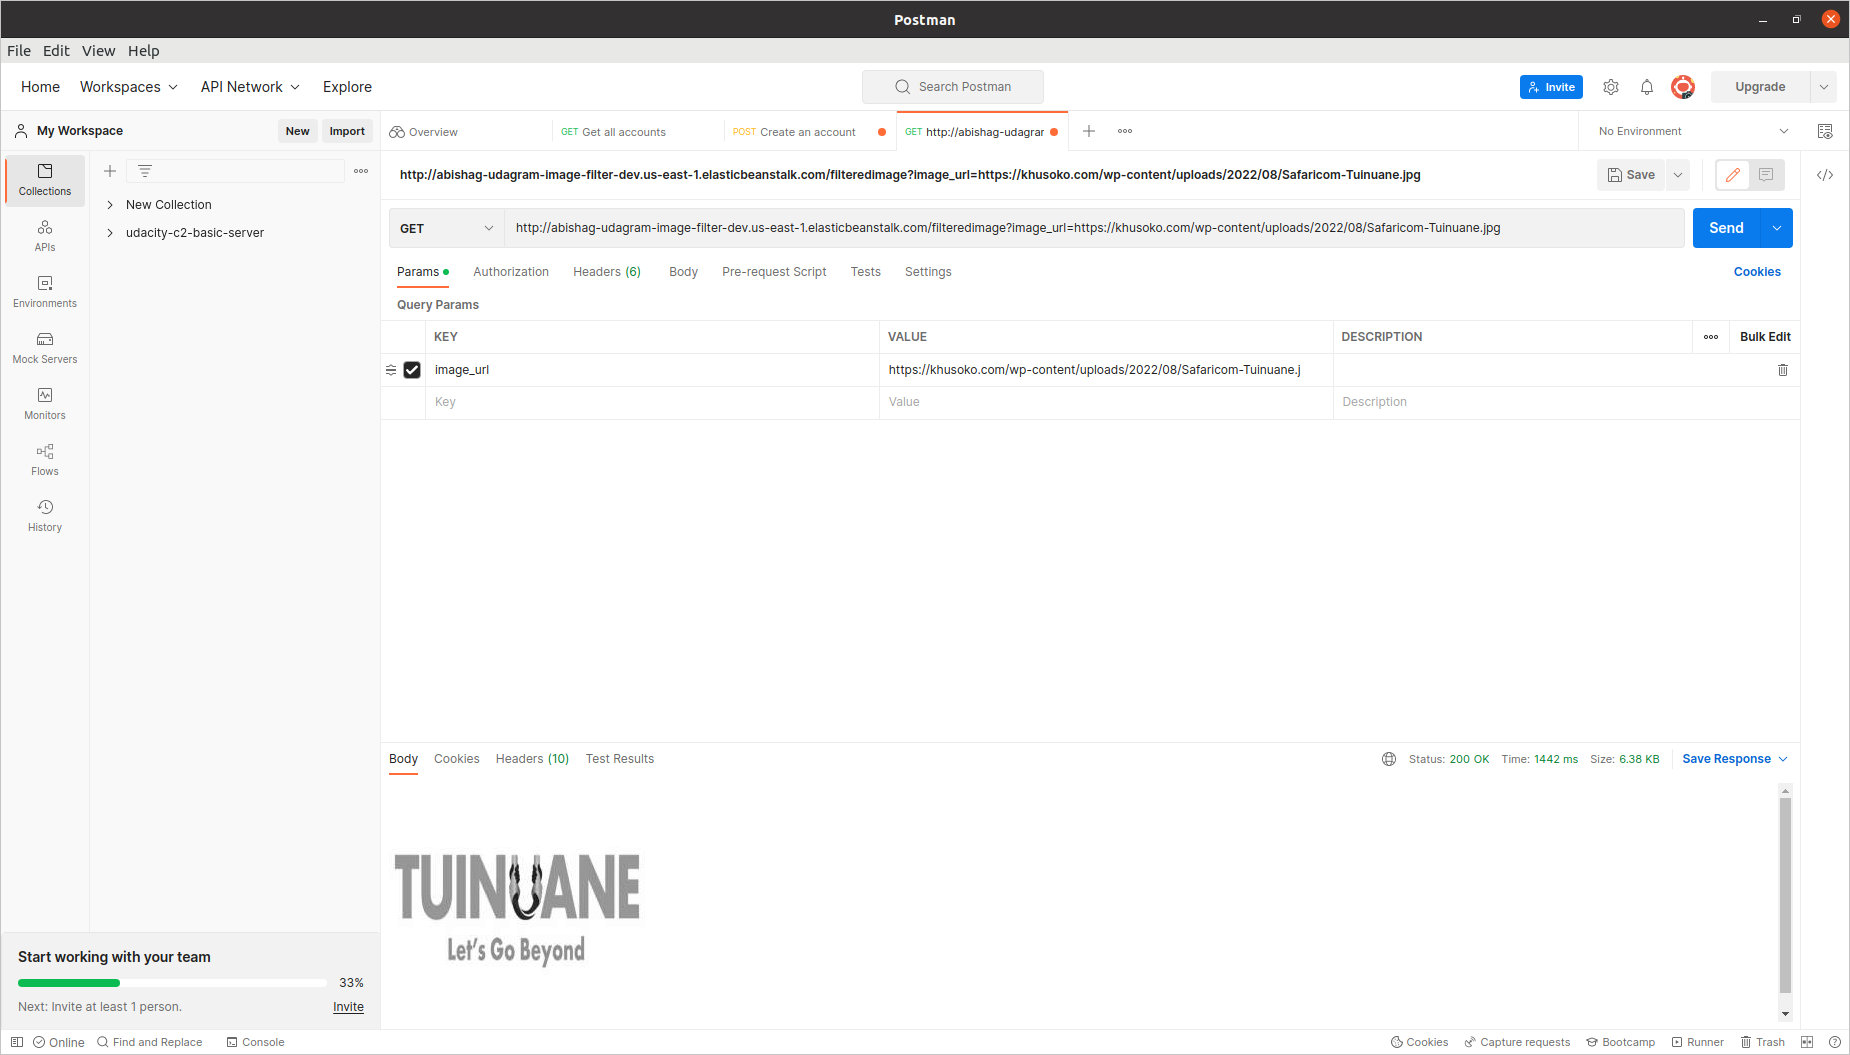 Postman
File Edit View Help
Home Workspaces API Network Explore
Search Postman
Invite
Upgrade
My Workspace
New Import
Overview
GET Get all accounts
POST Create an account
GET http://abishag-udagrar
No Environment
Collections
APIs
Environments
Mock Servers
Monitors
Flows
History
New Collection
udacity-c2-basic-server
http://abishag-udagram-image-filter-dev.us-east-1.elasticbeanstalk.com/filteredimage?image_url=https://khusoko.com/wp-content/uploads/2022/08/Safaricom-Tuinuane.jpg
Save
GET
http://abishag-udagram-image-filter-dev.us-east-1.elasticbeanstalk.com/filteredimage?image_url=https://khusoko.com/wp-content/uploads/2022/08/Safaricom-Tuinuane.jpg
Send
Params Authorization Headers (6) Body Pre-request Script Tests Settings
Cookies
Query Params
KEY VALUE DESCRIPTION
Bulk Edit
image_url https://khusoko.com/wp-content/uploads/2022/08/Safaricom-Tuinuane.j
Key Value Description
Body Cookies Headers (10) Test Results
Status: 200 OK Time: 1442 ms Size: 6.38 KB
Save Response
TUINUANE
Let's Go Beyond
Start working with your team
33%
Next: Invite at least 1 person.
Invite
Online Find and Replace Console
Cookies Capture requests Bootcamp Runner Trash